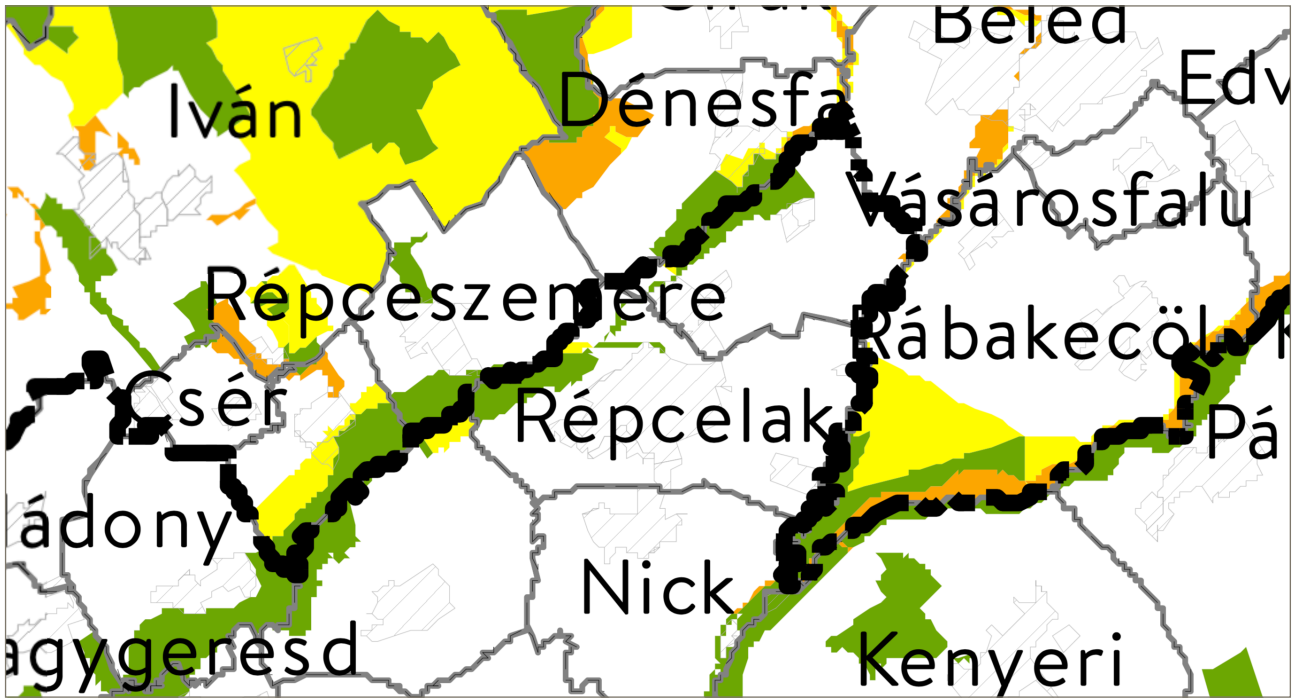 Beled
Edv
Dénesfa
Iván
Vásárosfalu
Répceszemere
Rábakecöl
Csér
Répcelak
Pá
ádony
Nick
agygeresd
Kenyeri